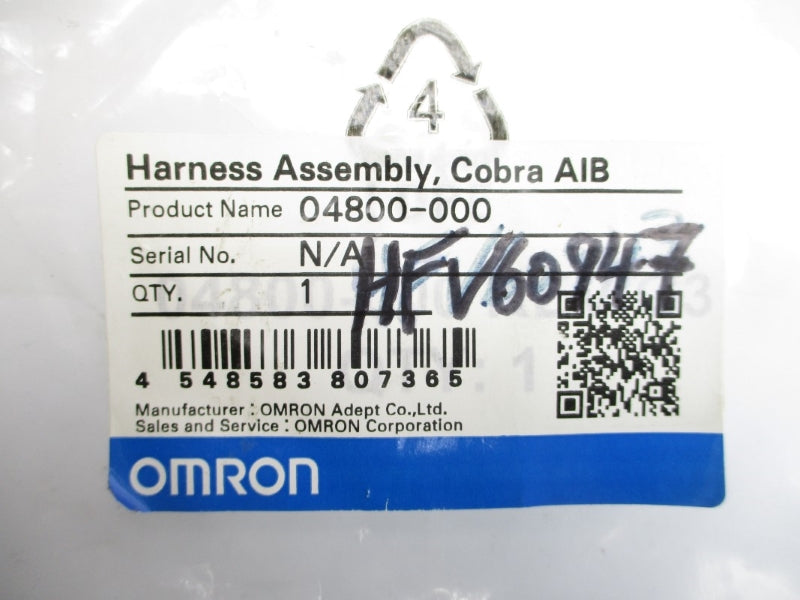 4
Harness Assembly, Cobra AIB
Product Name 04800-000
Serial No. N/A
HFV60947
QTY. 1
4 548583 807365
Manufacturer : OMRON Adept Co.,Ltd.
Sales and Service : OMRON Corporation
OMRON